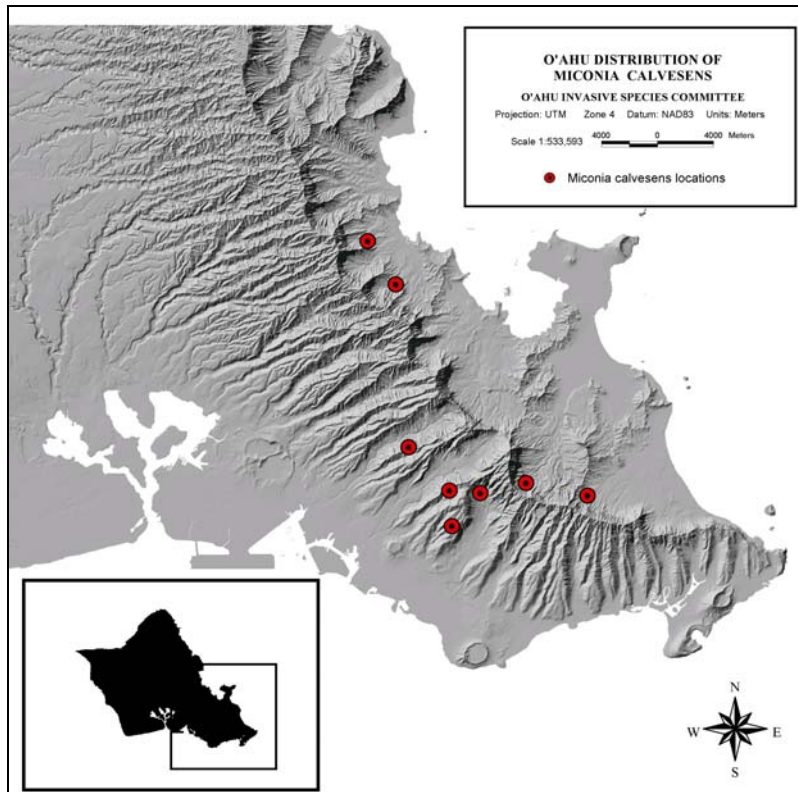 O'AHU DISTRIBUTION OF
MICONIA CALVESENS
O'AHU INVASIVE SPECIES COMMITTEE
Projection: UTM Zone 4 Datum: NAD83 Units: Meters
Scale 1:533,593 4000 0 4000 Meters
Miconia calvesens locations
N
W E
S